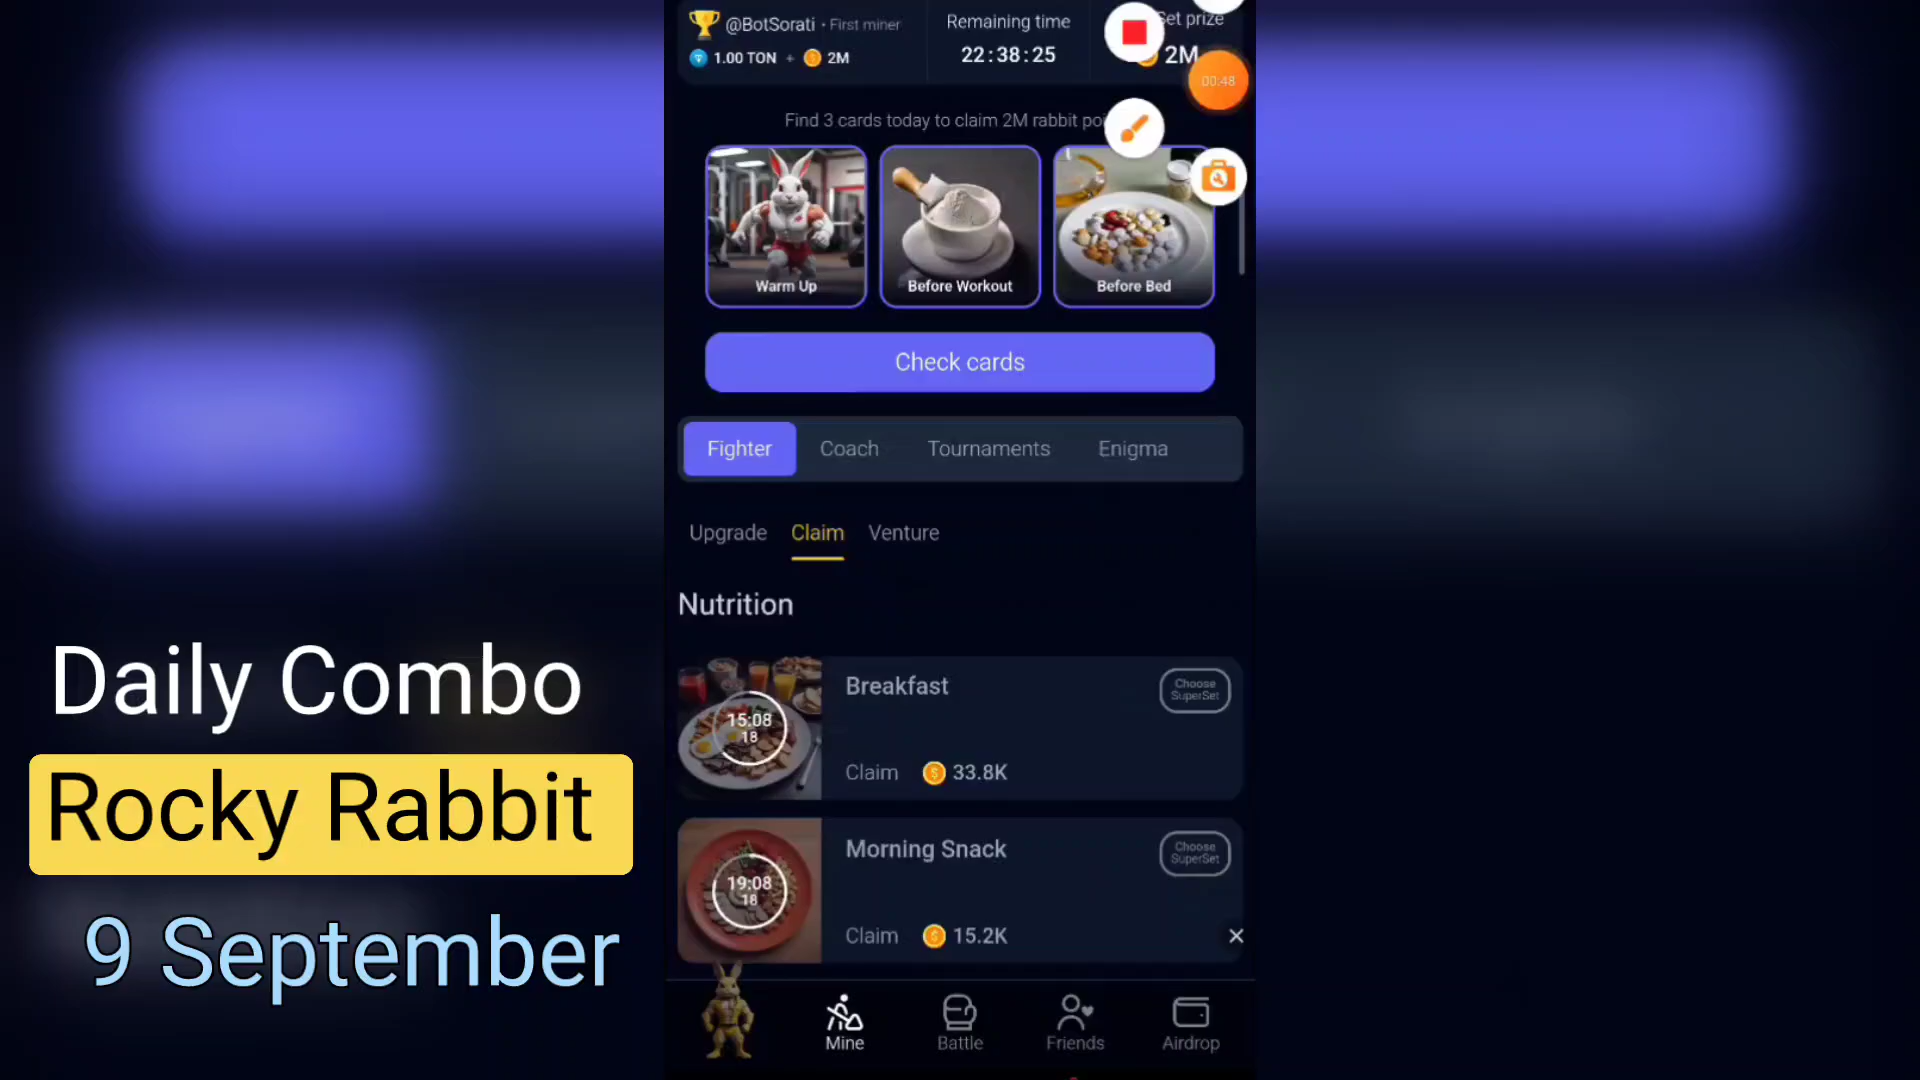 @BotSorati • First miner
1.00 TON + 2M
Remaining time
22:38:25
Set prize
2M
00:48
Find 3 cards today to claim 2M rabbit poi
Warm Up
Before Workout
Before Bed
Check cards
Fighter
Coach
Tournaments
Enigma
Upgrade
Claim
Venture
Nutrition
15:08
18
Breakfast
Choose
SuperSet
Claim 33.8K
19:08
18
Morning Snack
Choose
SuperSet
Claim 15.2K
Mine
Battle
Friends
Airdrop
Daily Combo
Rocky Rabbit
9 September